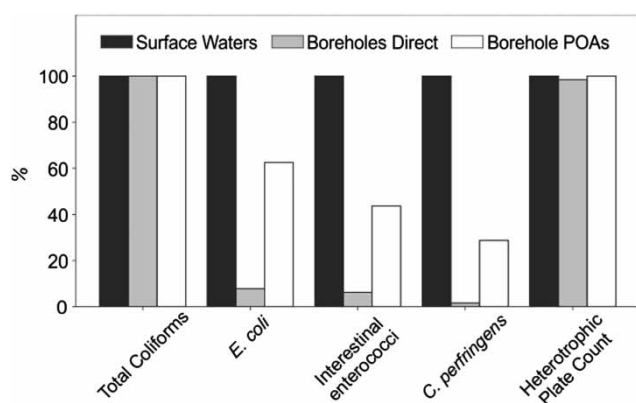 Surface Waters Boreholes Direct Borehole POAs
100
80
60
40
20
0
%
Total Coliforms
E. coli
Interestinal
enterococci
C. perfringens
Heterotrophic
Plate Count